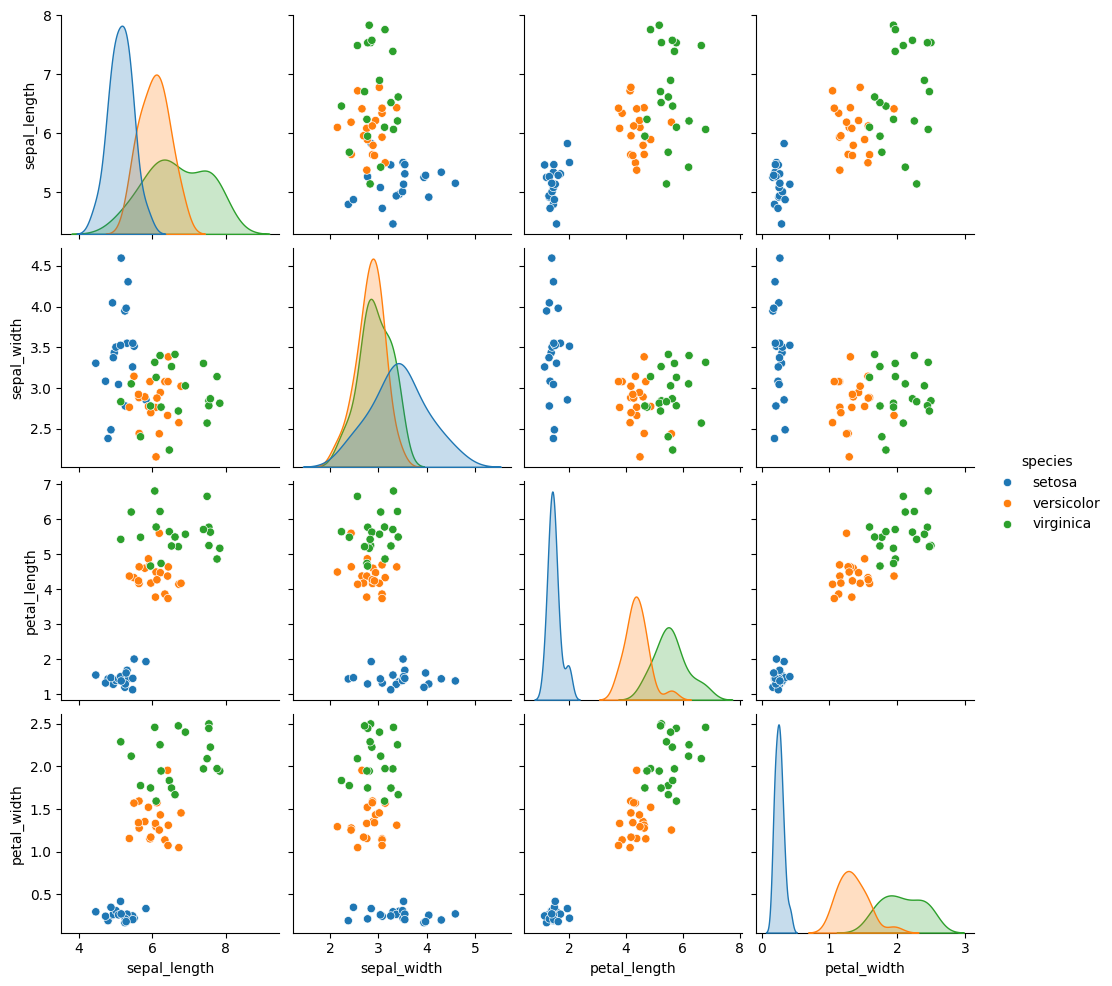 8
7
6
5
sepal_length
4.5
4.0
3.5
3.0
2.5
sepal_width
7
6
5
4
3
2
1
petal_length
2.5
2.0
1.5
1.0
0.5
petal_width
4 6 8
sepal_length
2 3 4 5
sepal_width
2 4 6 8
petal_length
0 1 2 3
petal_width
species
setosa
versicolor
virginica